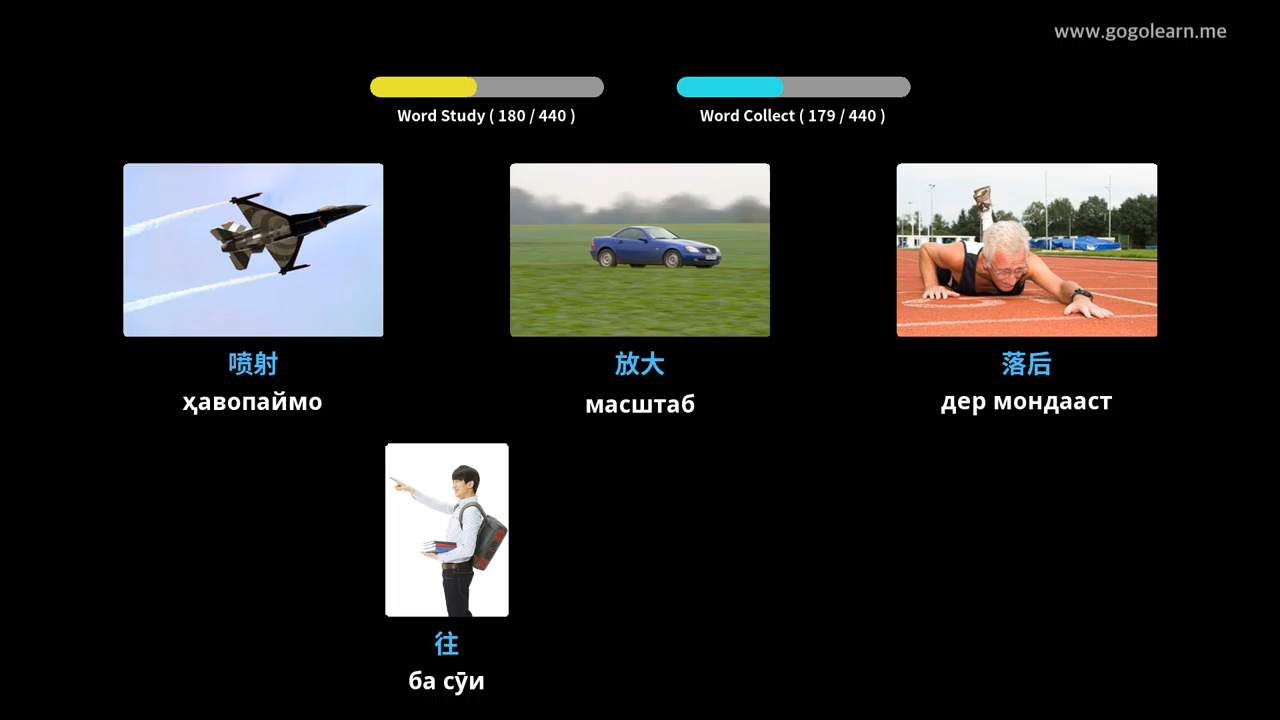 www.gogolearn.me
Word Study ( 180 / 440 )
Word Collect ( 179 / 440 )
喷射
放大
落后
ҳавопаймо
масштаб
дер мондааст
往
ба сӯи